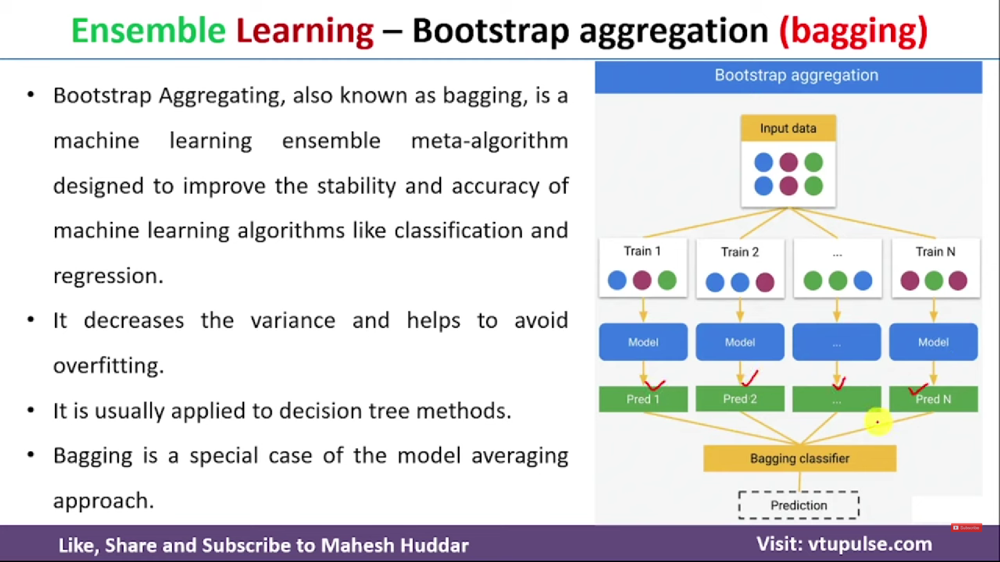 Ensemble Learning – Bootstrap aggregation (bagging)
• Bootstrap Aggregating, also known as bagging, is a
machine learning ensemble meta-algorithm
designed to improve the stability and accuracy of
machine learning algorithms like classification and
regression.
• It decreases the variance and helps to avoid
overfitting.
• It is usually applied to decision tree methods.
• Bagging is a special case of the model averaging
approach.
Bootstrap aggregation
Input data
Train 1 Train 2 ... Train N
Model Model ... Model
Pred 1 Pred 2 ... Pred N
Bagging classifier
Prediction
Subscribe
Like, Share and Subscribe to Mahesh Huddar
Visit: vtupulse.com